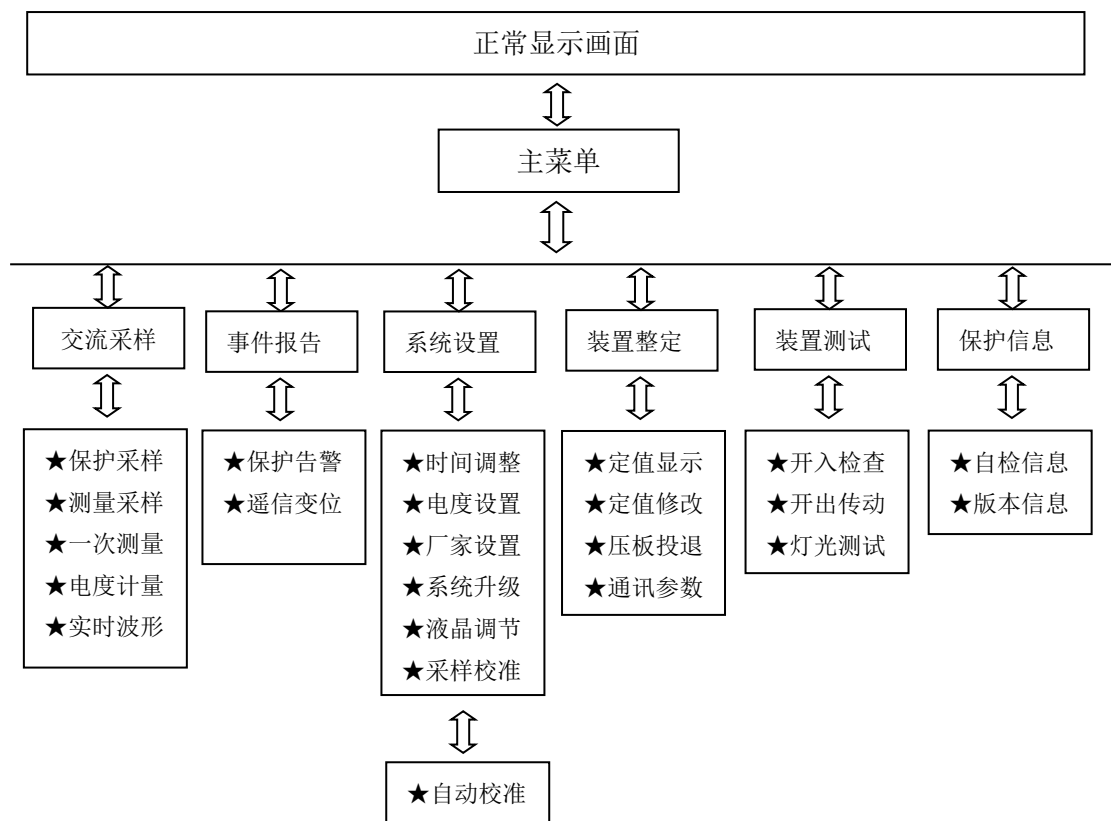 正常显示画面
主菜单
交流采样
事件报告
系统设置
装置整定
装置测试
保护信息
★保护采样
★测量采样
★一次测量
★电度计量
★实时波形
★保护告警
★遥信变位
★时间调整
★电度设置
★厂家设置
★系统升级
★液晶调节
★采样校准
★定值显示
★定值修改
★压板投退
★通讯参数
★开入检查
★开出传动
★灯光测试
★自检信息
★版本信息
★自动校准